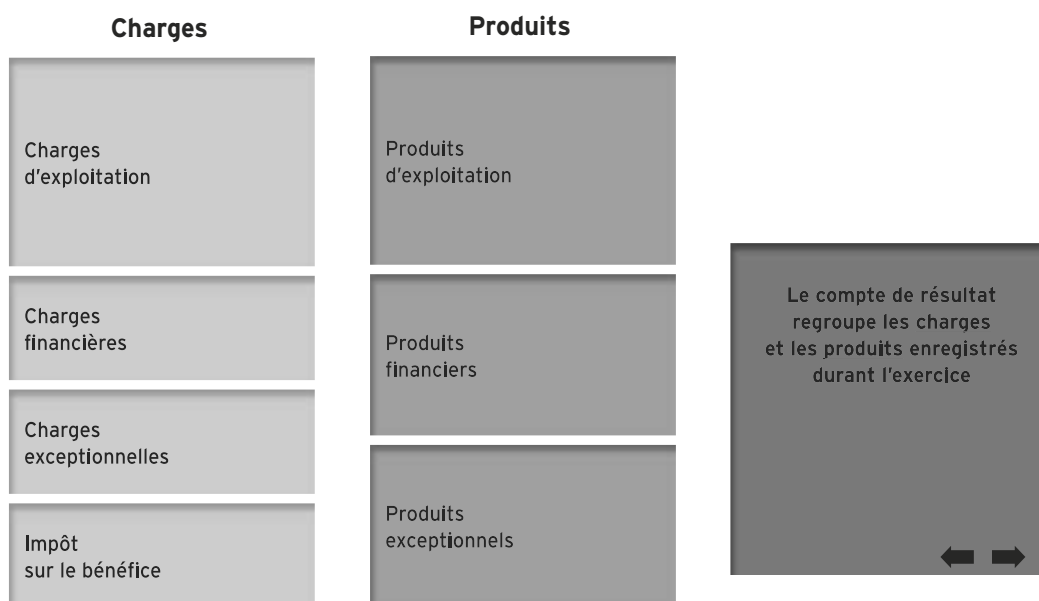 Charges
Charges
d'exploitation
Charges
financières
Charges
exceptionnelles
Impôt
sur le bénéfice
Produits
Produits
d'exploitation
Produits
financiers
Produits
exceptionnels
Le compte de résultat
regroupe les charges
et les produits enregistrés
durant l'exercice